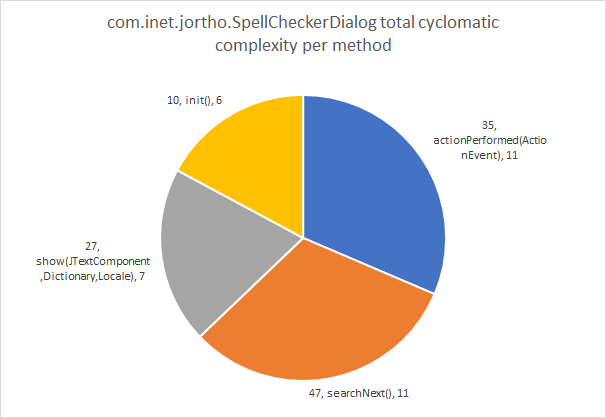 com.inet.jortho.SpellCheckerDialog total cyclomatic
complexity per method
10, init(), 6
35,
actionPerformed(Actio
nEvent), 11
27,
show(JTextComponent
,Dictionary,Locale), 7
47, searchNext(), 11